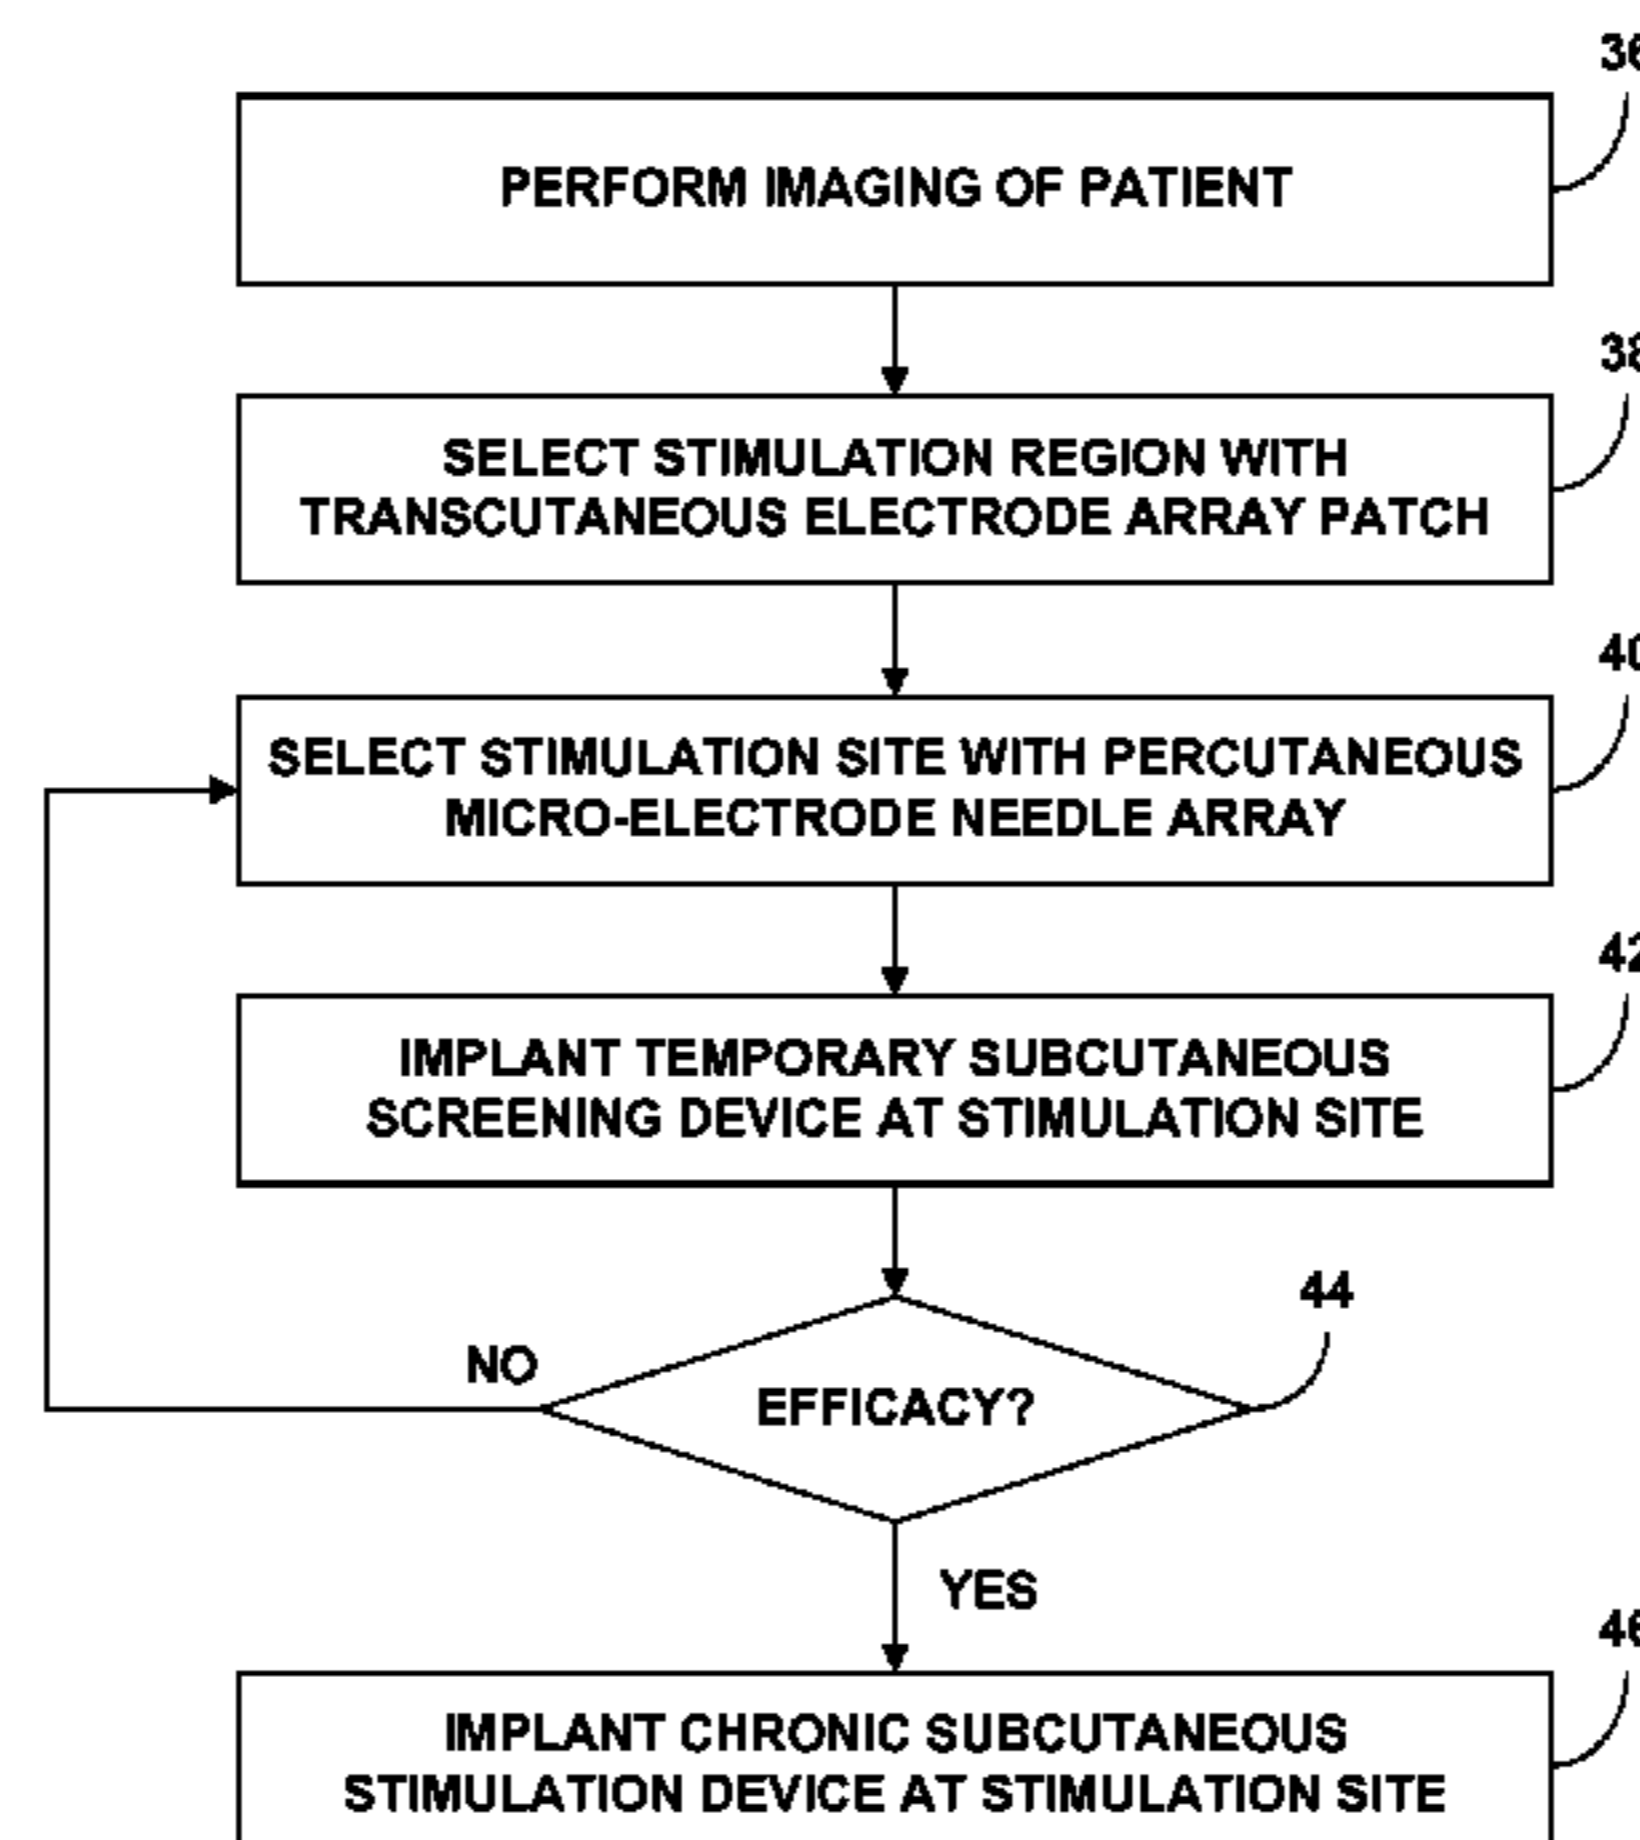 36
PERFORM IMAGING OF PATIENT
38
SELECT STIMULATION REGION WITH
TRANSCUTANEOUS ELECTRODE ARRAY PATCH
40
SELECT STIMULATION SITE WITH PERCUTANEOUS
MICRO-ELECTRODE NEEDLE ARRAY
42
IMPLANT TEMPORARY SUBCUTANEOUS
SCREENING DEVICE AT STIMULATION SITE
44
NO
EFFICACY?
YES
46
IMPLANT CHRONIC SUBCUTANEOUS
STIMULATION DEVICE AT STIMULATION SITE